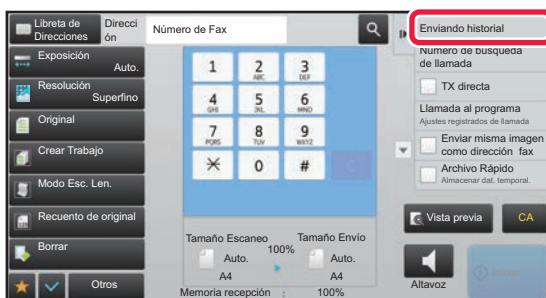 Libreta de
Direcciones
Direcci
ón
Número de Fax
Exposición
Auto.
Resolución
Superfino
Original
Crear Trabajo
Modo Esc. Len.
Recuento de original
Borrar
Otros
1
2
ABC
3
DEF
4
GHI
5
JKL
6
MNO
7
PQRS
8
TUV
9
WXYZ
0
#
C
Tamaño Escaneo
100%
Tamaño Envío
Auto.
A4
Auto.
A4
Memoria recepción : 100%
Enviando historial
Número de búsqueda
de llamada
TX directa
Llamada al programa
Ajustes registrados de llamada
Enviar misma imagen
como dirección fax
Archivo Rápido
Almacenar dat. temporal.
Vista previa
CA
Altavoz